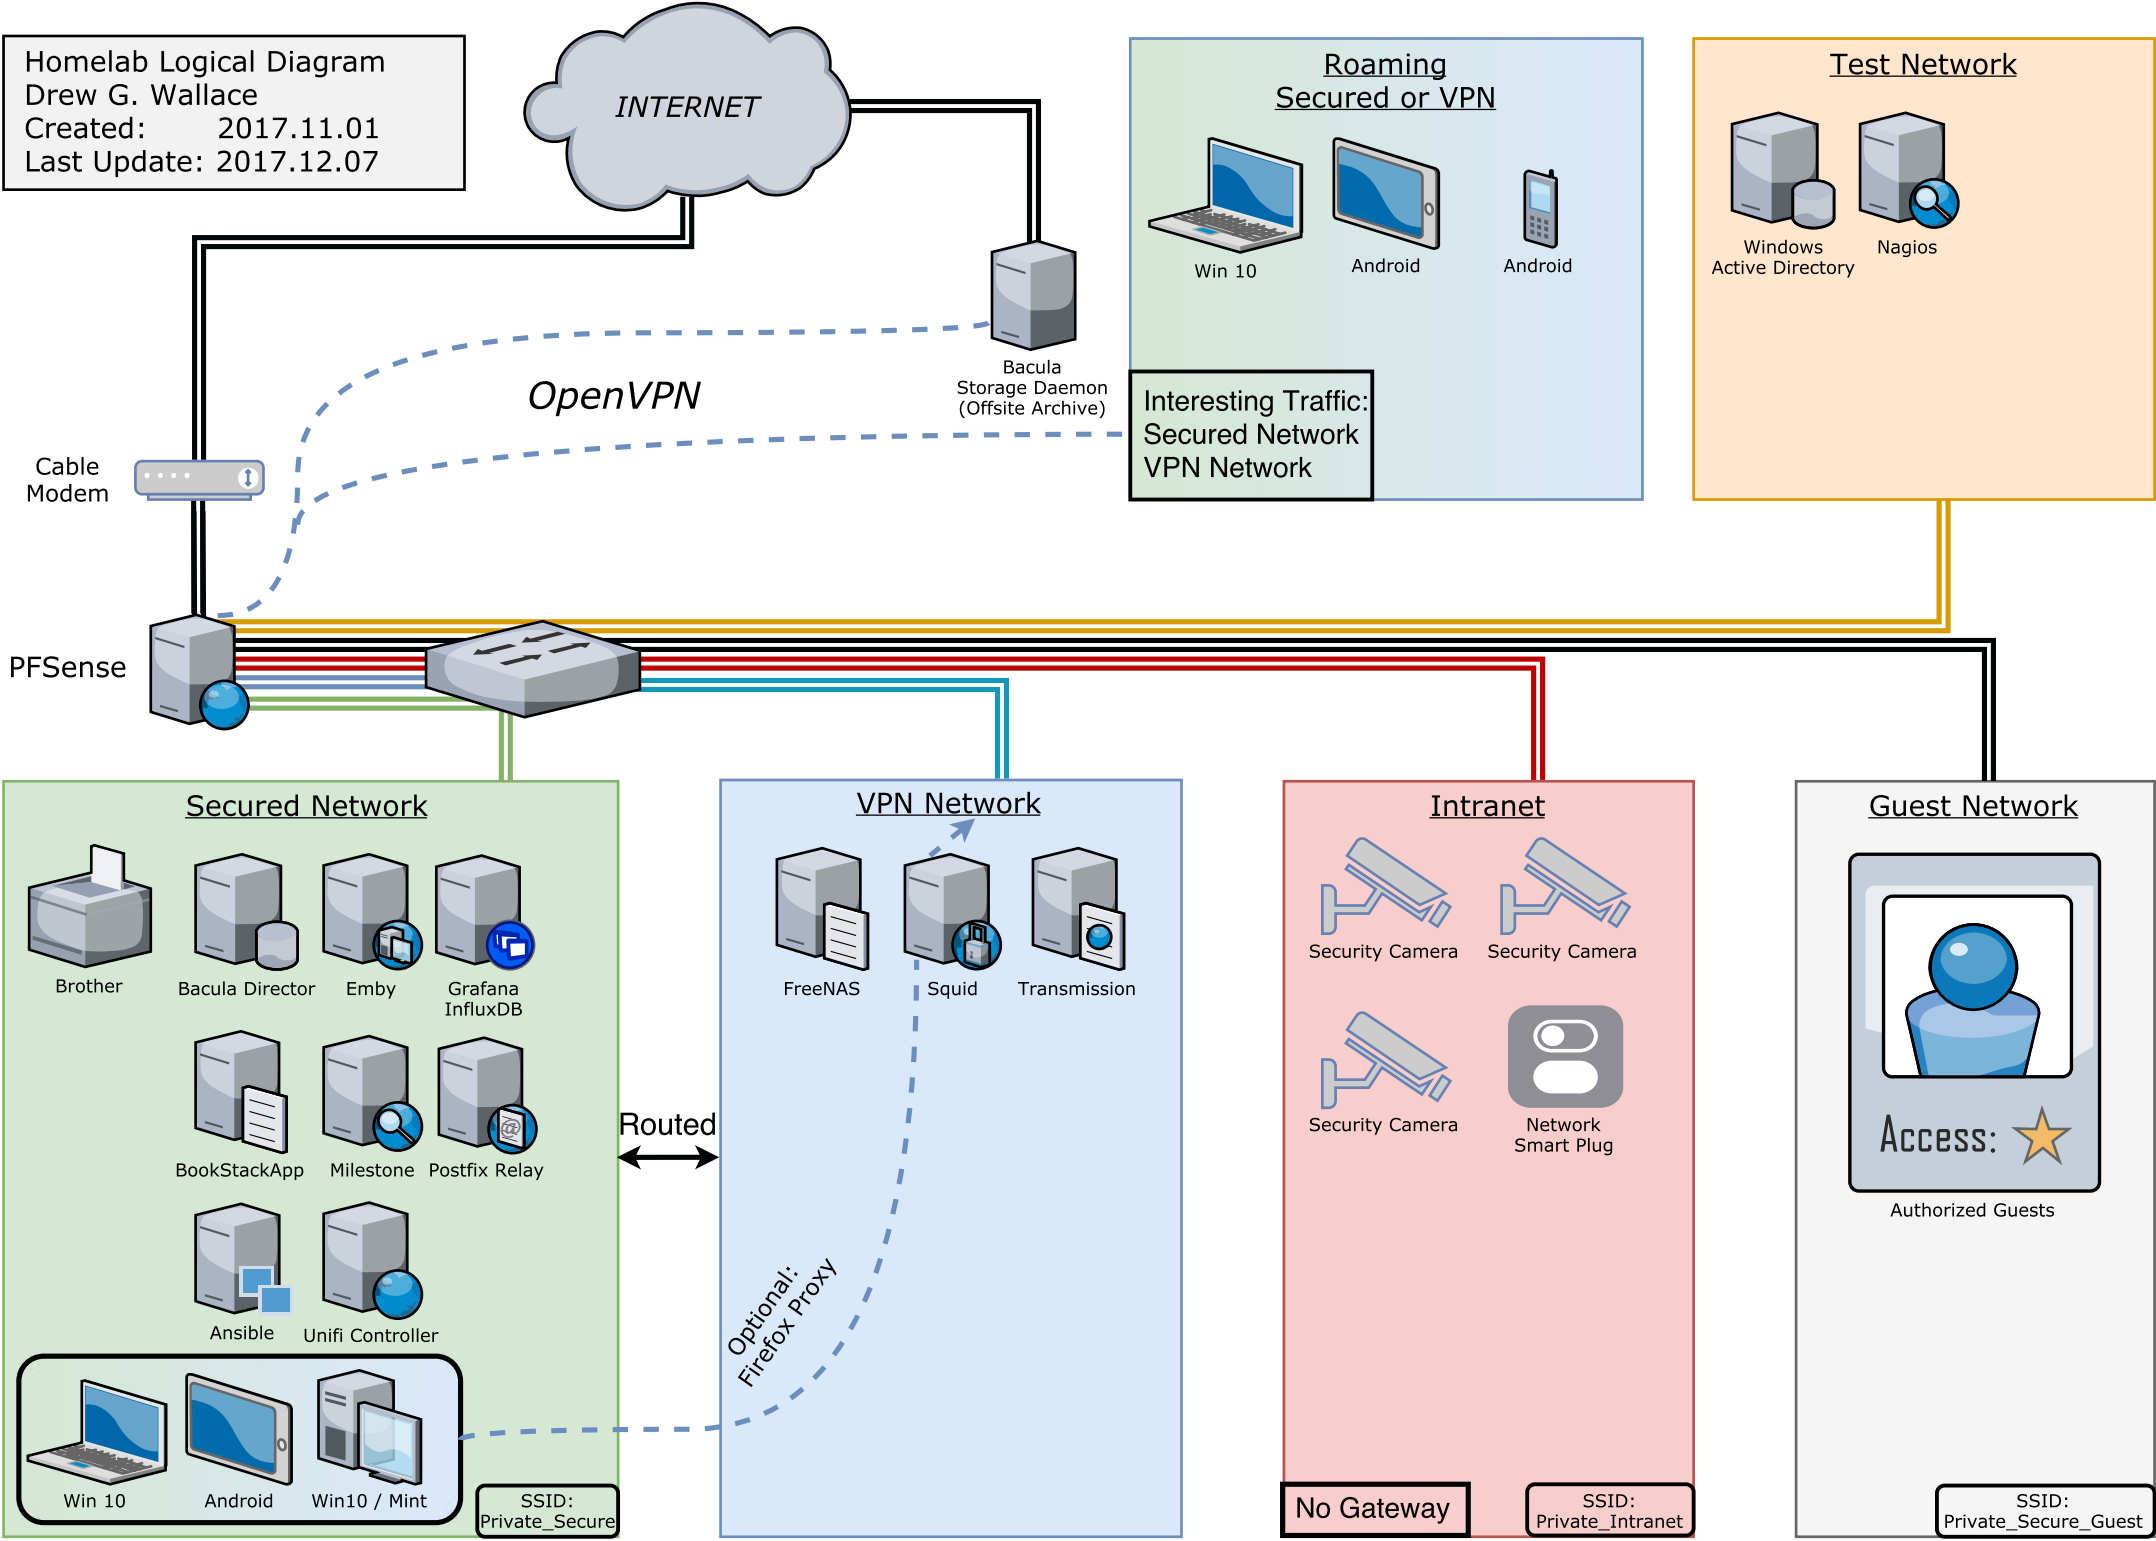 Homelab Logical Diagram
Drew G. Wallace
Created: 2017.11.01
Last Update: 2017.12.07
INTERNET
Roaming
Secured or VPN
Win 10
Android
Android
Interesting Traffic:
Secured Network
VPN Network
Test Network
Windows
Active Directory
Nagios
Bacula
Storage Daemon
(Offsite Archive)
OpenVPN
Cable
Modem
PFSense
Secured Network
Brother
Bacula Director
Emby
Grafana
InfluxDB
BookStackApp
Milestone
Postfix Relay
@
Ansible
Unifi Controller
Win 10
Android
Win10 / Mint
SSID:
Private_Secure
Routed
VPN Network
FreeNAS
Squid
Transmission
Optional:
Firefox Proxy
Intranet
Security Camera
Security Camera
Security Camera
Network
Smart Plug
No Gateway
SSID:
Private_Intranet
Guest Network
Access:
Authorized Guests
SSID:
Private_Secure_Guest